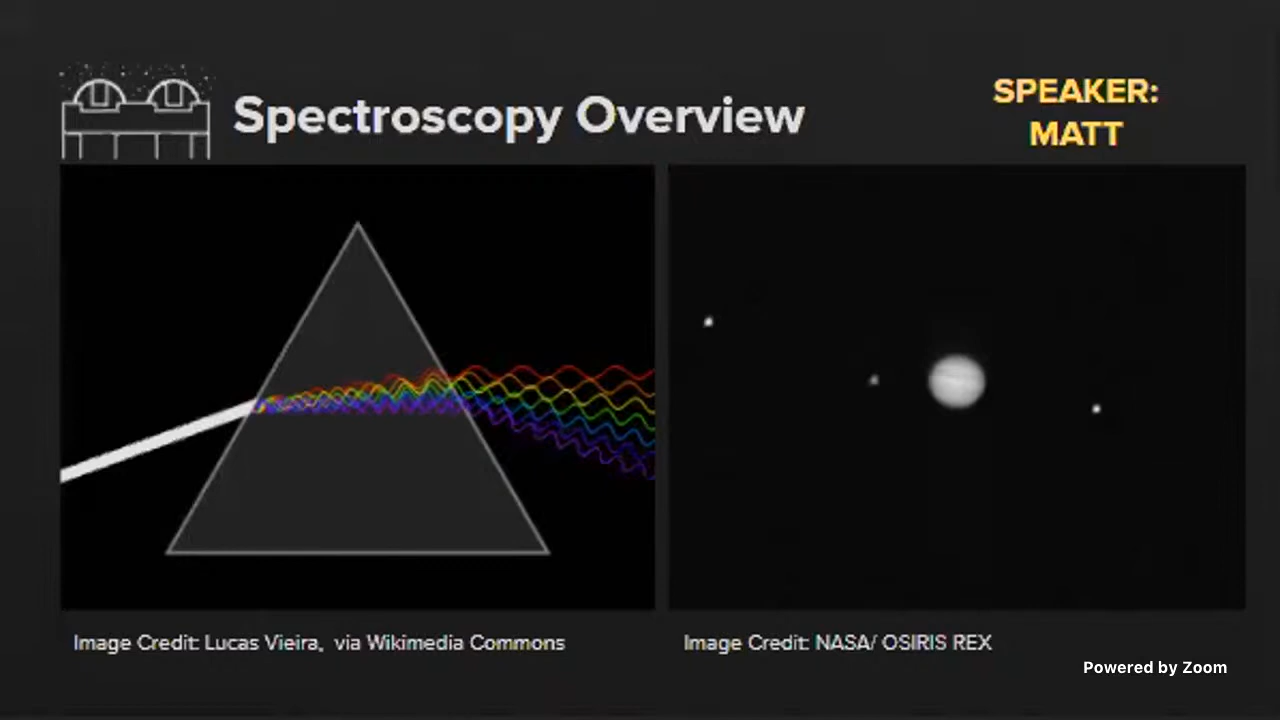 Spectroscopy Overview
SPEAKER:
MATT
Image Credit: Lucas Vieira, via Wikimedia Commons
Image Credit: NASA/ OSIRIS REX
Powered by Zoom